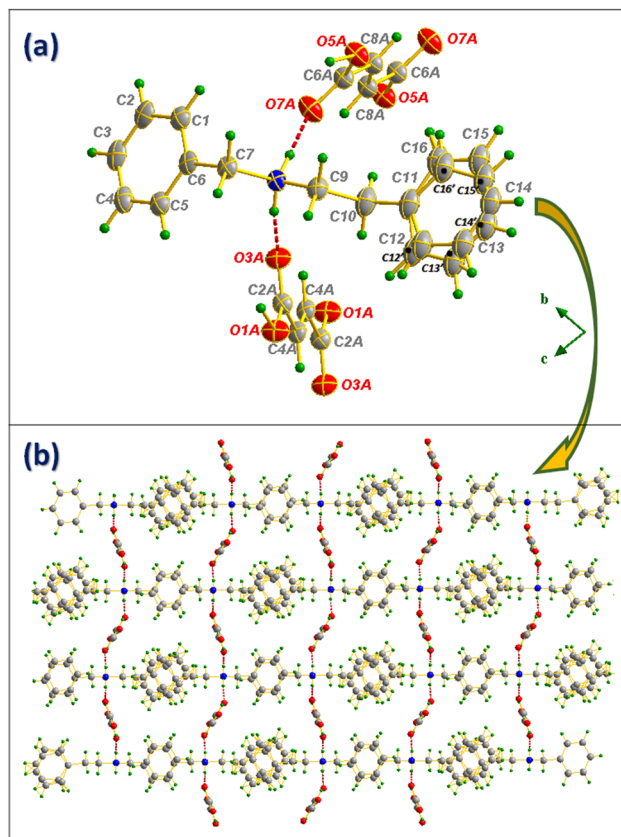 (a)
O5A
C8A
O7A
C6A
C6A
O5A
O7A
C8A
C2
C1
C3
C7
C6
C4
C5
C9
C10
C11
C16
C15
C16'
C15'
C14
C14'
C12
C13
C12'
C13'
O3A
C2A
C4A
O1A
O1A
C4A
C2A
O3A
b
c
(b)